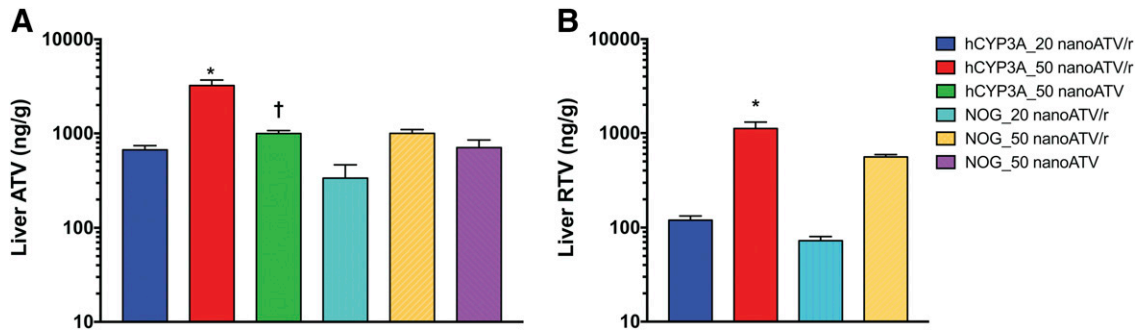 A
Liver ATV (ng/g)
10000
1000
100
10
*
†
B
Liver RTV (ng/g)
10000
1000
100
10
*
hCYP3A_20 nanoATV/r
hCYP3A_50 nanoATV/r
hCYP3A_50 nanoATV
NOG_20 nanoATV/r
NOG_50 nanoATV/r
NOG_50 nanoATV